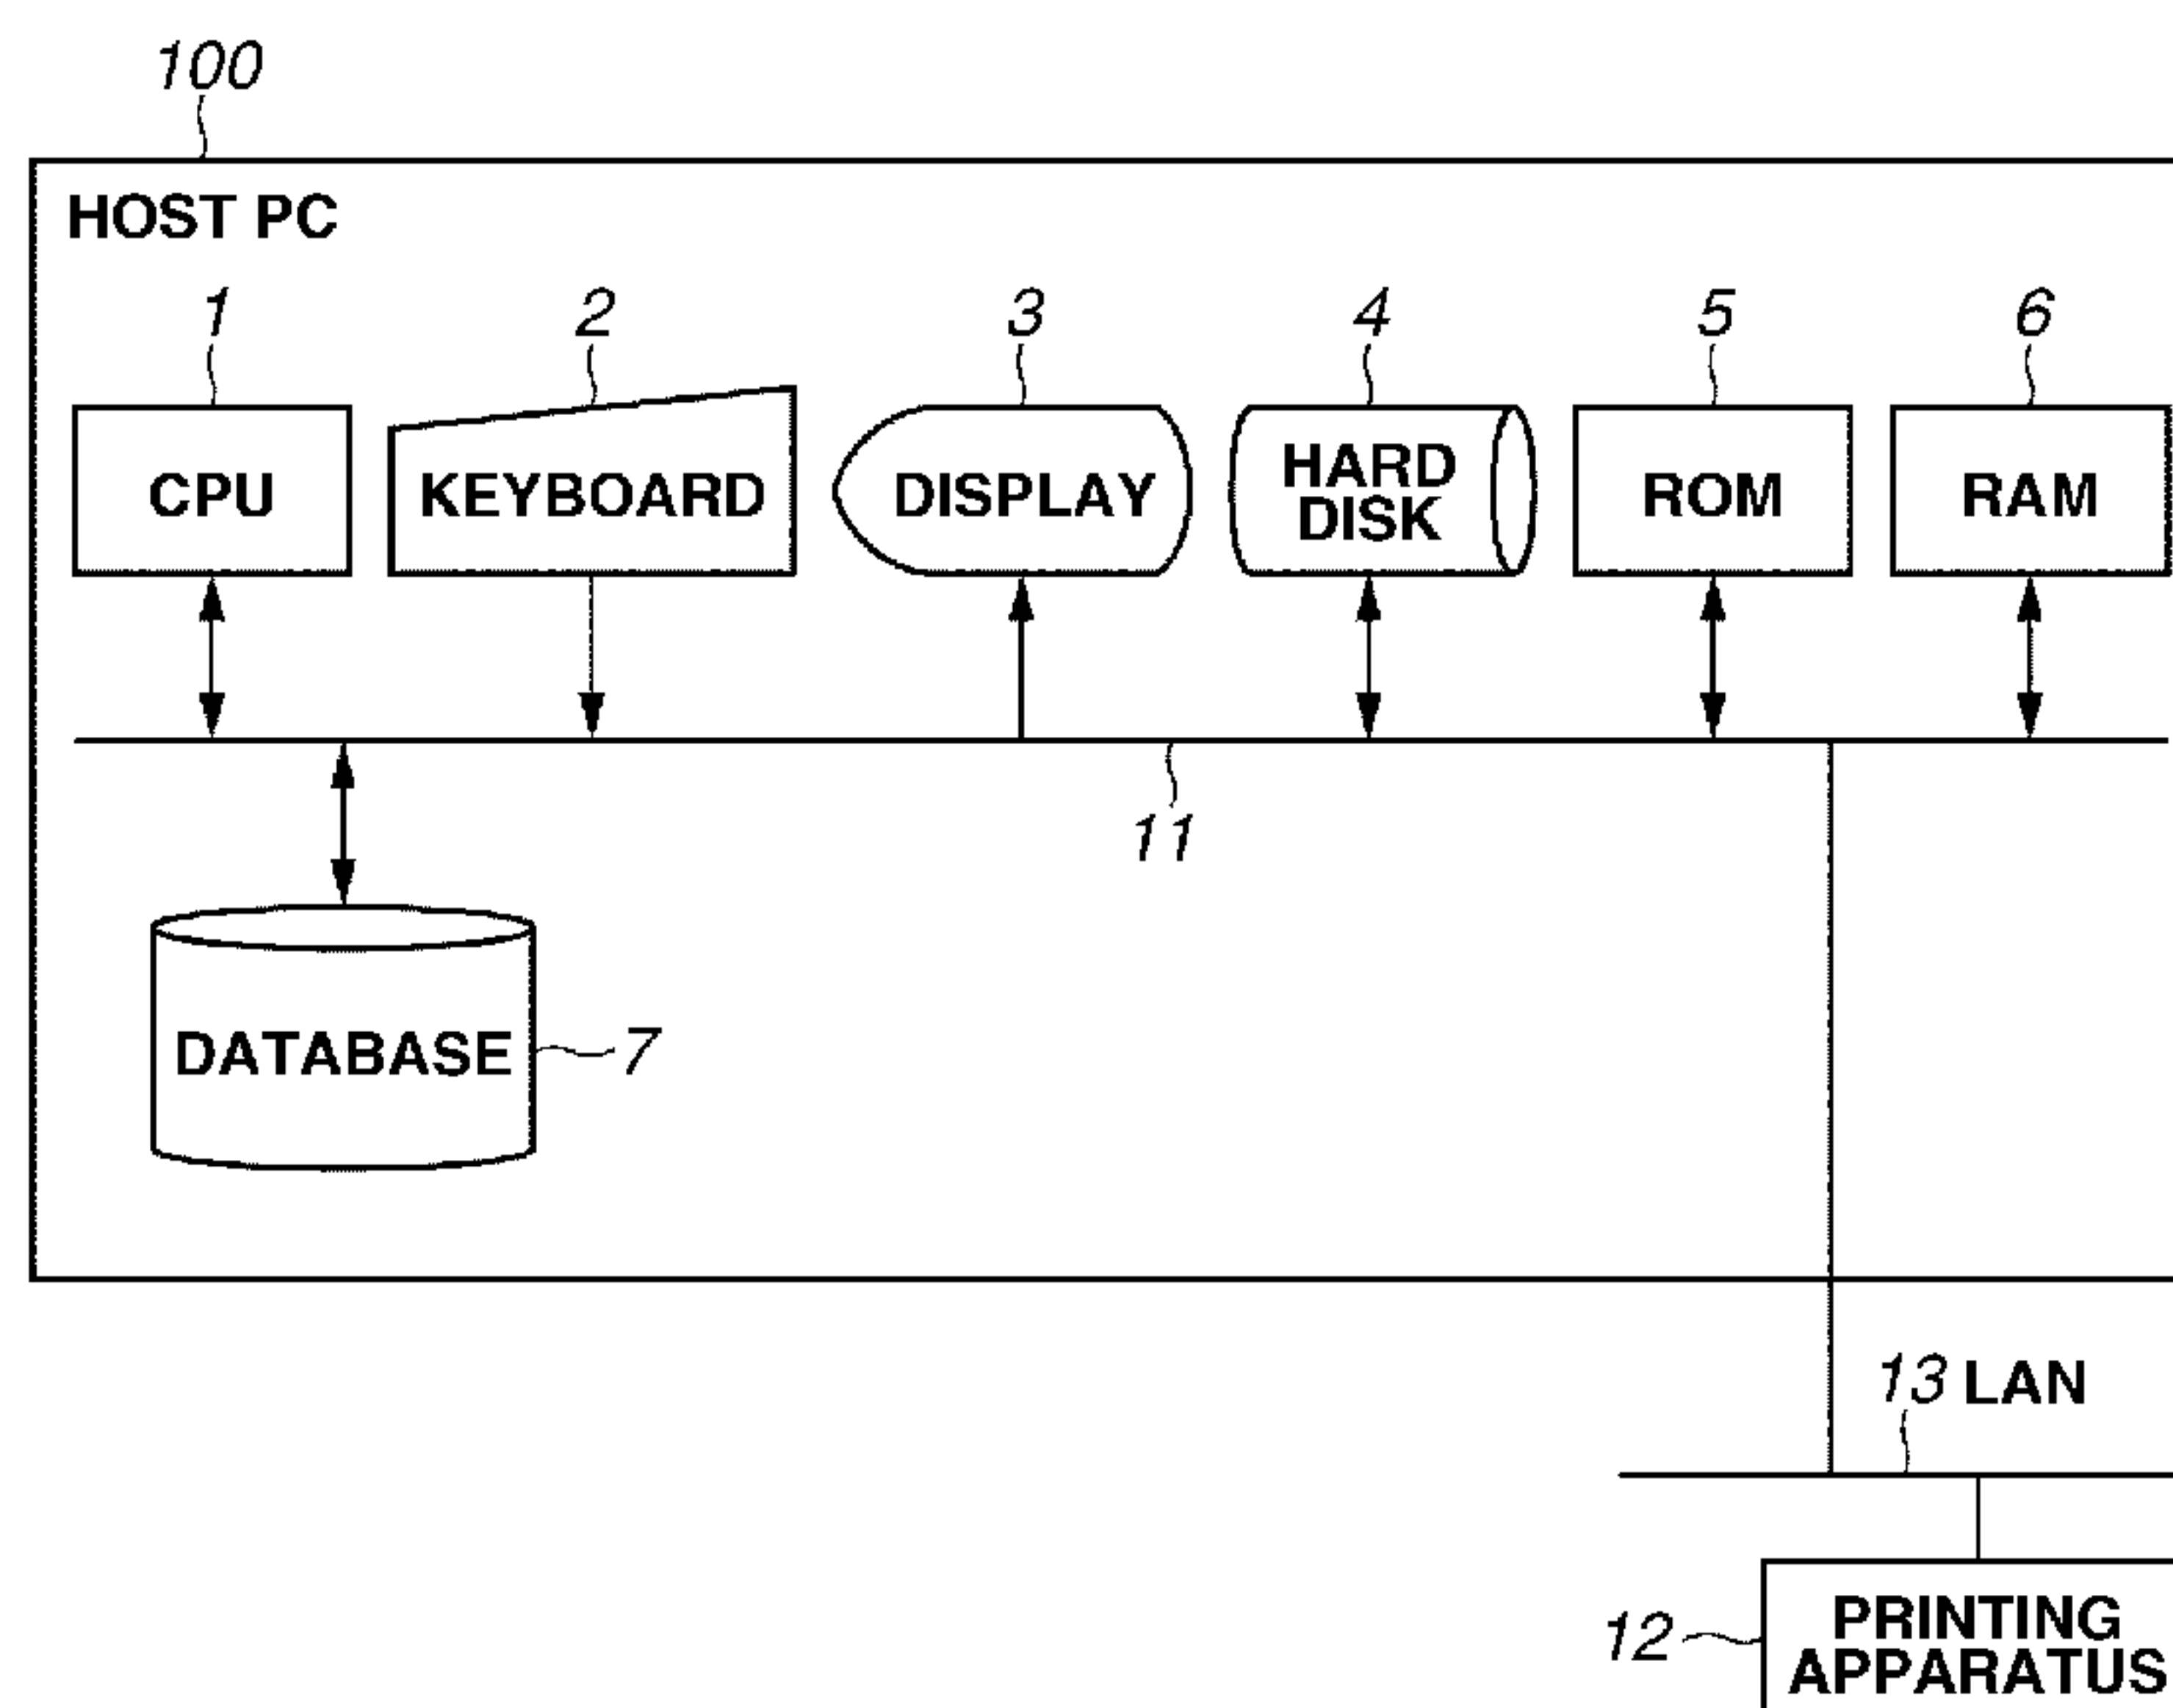 100
HOST PC
1 2 3 4 5 6
CPU KEYBOARD DISPLAY HARD DISK ROM RAM
11
DATABASE 7
13 LAN
12 PRINTING
APPARATUS